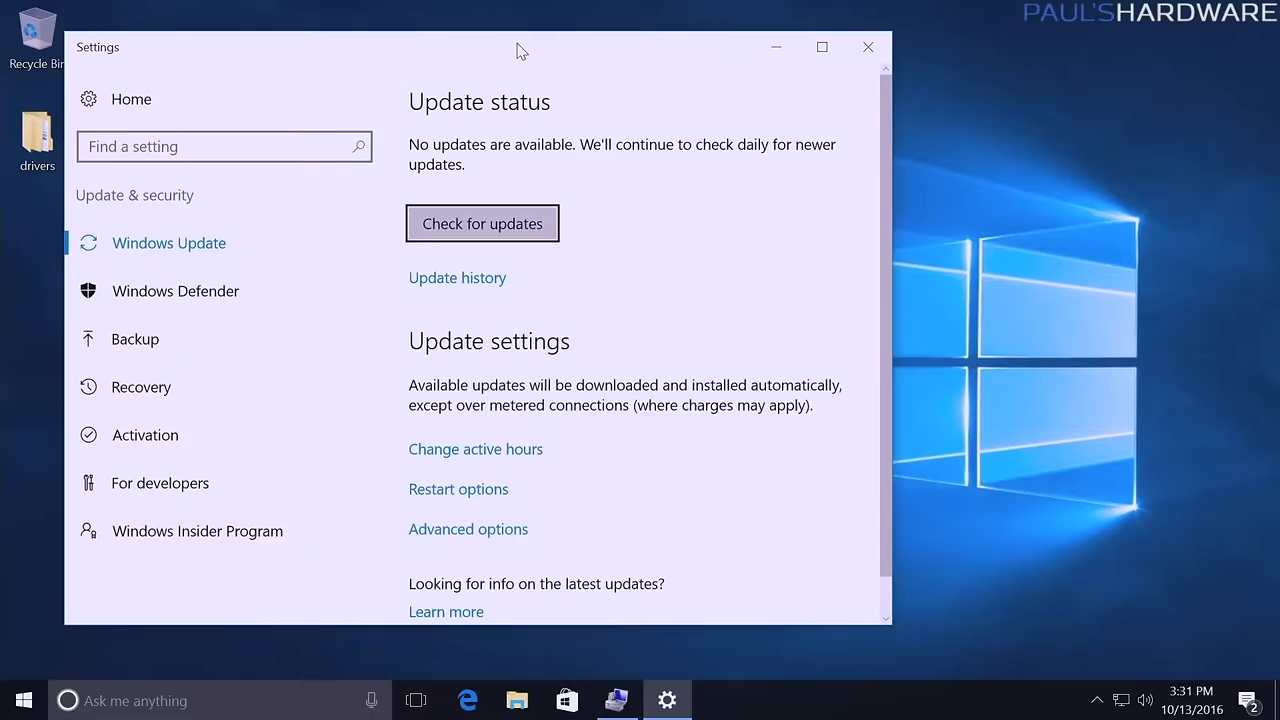 PAUL'SHARDWARE
Recycle Bin
drivers
Settings
Home
Find a setting
Update & security
Windows Update
Windows Defender
Backup
Recovery
Activation
For developers
Windows Insider Program
Update status
No updates are available. We'll continue to check daily for newer
updates.
Check for updates
Update history
Update settings
Available updates will be downloaded and installed automatically,
except over metered connections (where charges may apply).
Change active hours
Restart options
Advanced options
Looking for info on the latest updates?
Learn more
Ask me anything
3:31 PM
10/13/2016
2